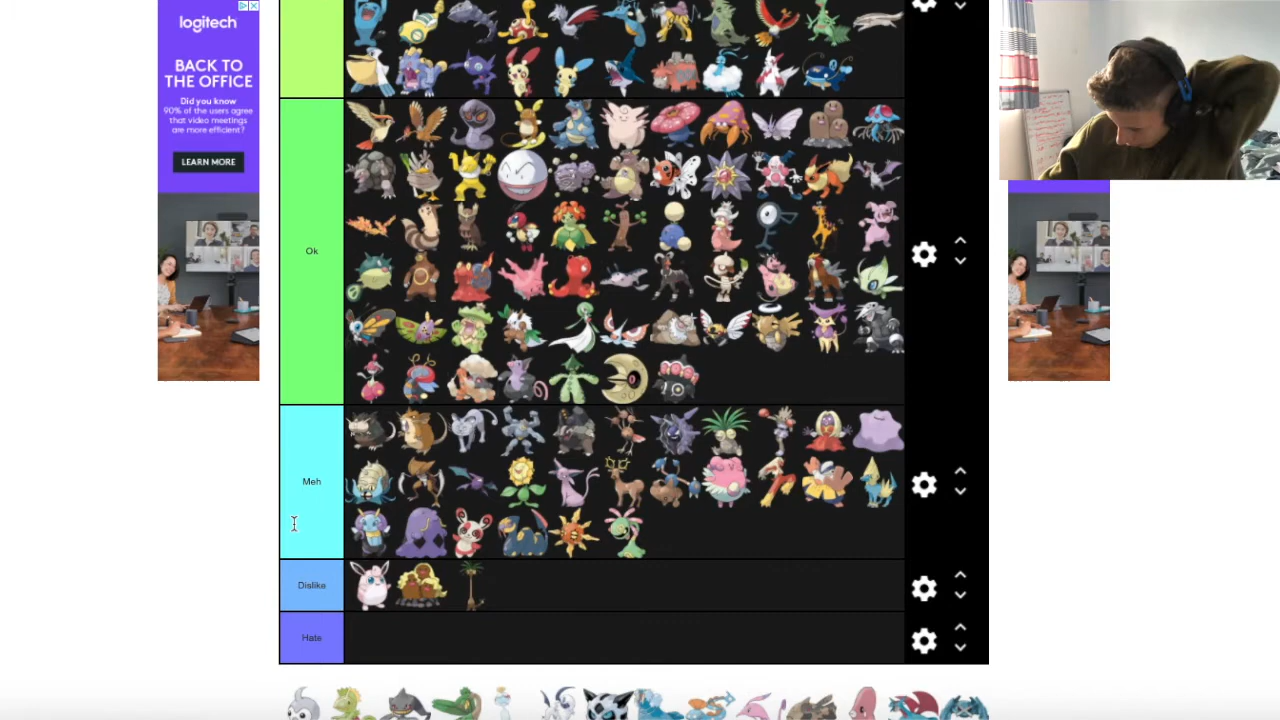 logitech
BACK TO
THE OFFICE
Did you know
90% of the users agree
that video meetings
are more efficient?
LEARN MORE
Ok
Meh
Dislike
Hate